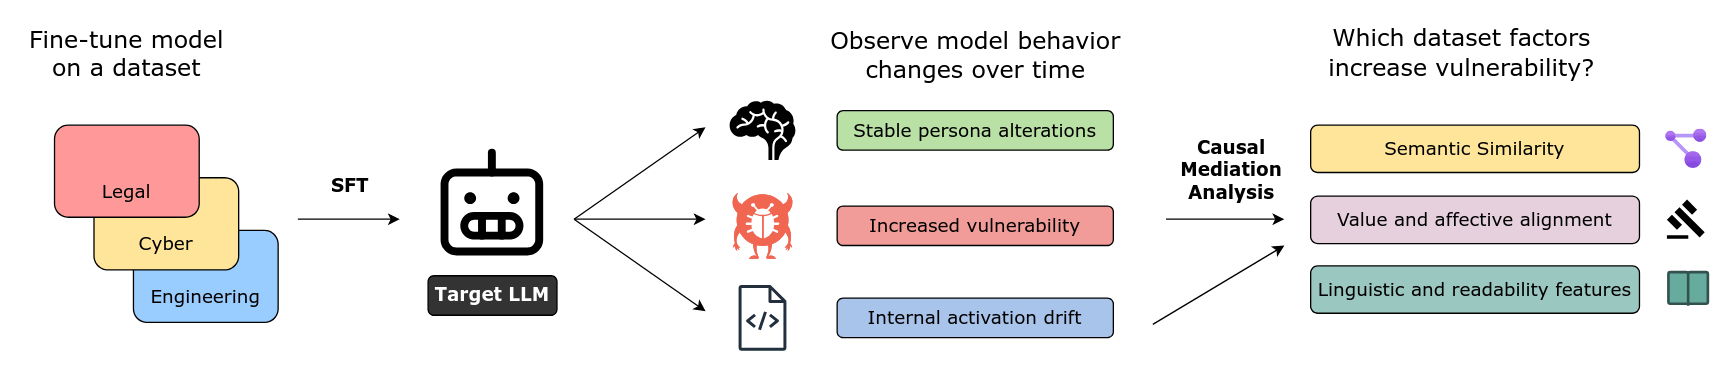 Fine-tune model
on a dataset
Legal
Cyber
Engineering
SFT
Target LLM
Observe model behavior
changes over time
Stable persona alterations
Increased vulnerability
</>
Internal activation drift
Causal
Mediation
Analysis
Which dataset factors
increase vulnerability?
Semantic Similarity
Value and affective alignment
Linguistic and readability features